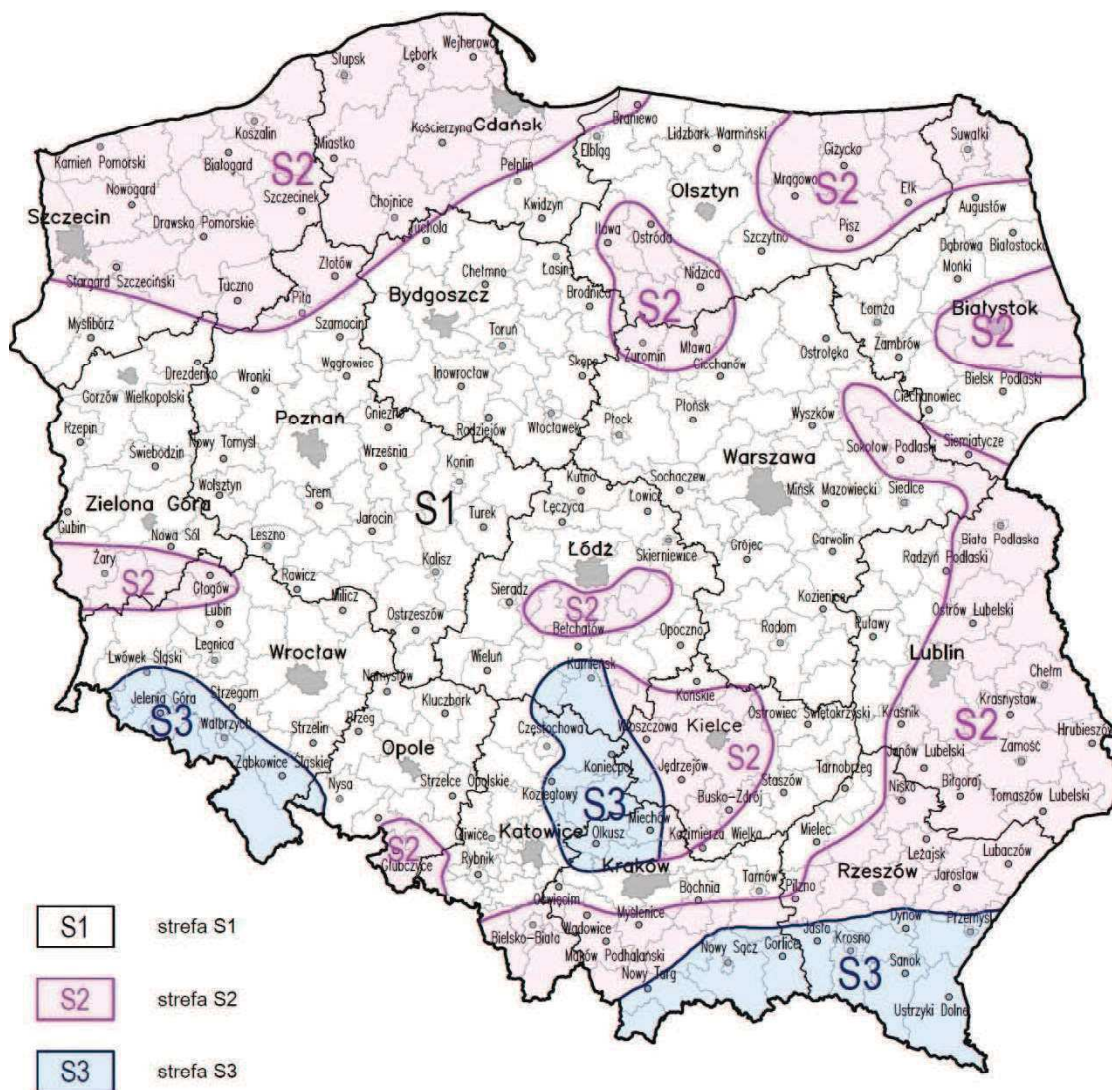 Wejherowo
Lębork
Słupsk
Koszalin
Kościerzyna
Gdańsk
Braniewo
Lidzbark Warmiński
Elbląg
Suwałki
Giżycko
Kamień Pomorski
Białogard
S2
Miastko
Nowogard
Pelplin
Mrągowo
S2
Ełk
Szczecinek
Chojnice
Kwidzyn
Olsztyn
Augustów
Szczecin
Drawsko Pomorskie
Tuchola
Iława
Ostróda
Szczytno
Pisz
Dąbrowa Białostocka
Stargard Szczeciński
Złotów
Chełmno
Łasin
Nidzica
Mońki
Tuczno
Piła
Bydgoszcz
Brodnica
S2
Łomża
Białystok
S2
Myślibórz
Szamocin
Toruń
Żuromin
Mława
Ostrołęka
Zambrów
Drezdenko
Wronki
Wągrowiec
Skępe
Ciechanów
Bielsk Podlaski
Gorzów Wielkopolski
Inowrocław
Ciechanowiec
Rzepin
Poznań
Gniezno
Radziejów
Włocławek
Płock
Płońsk
Wyszków
Siemiatycze
Świebodzin
Nowy Tomyśl
Września
Sokołów Podlaski
Konin
Warszawa
Wolsztyn
Kutno
Sochaczew
Mińsk Mazowiecki
Siedlce
Zielona Góra
Śrem
S1
Łęczyca
Łowicz
Gubin
Jarocin
Turek
Biała Podlaska
Nowa Sól
Leszno
Łódź
Skierniewice
Grójec
Garwolin
Radzyń Podlaski
Żary
S2
Głogów
Rawicz
Kalisz
Sieradz
S2
Milicz
Ostrzeszów
Bełchatów
Opoczno
Kozienice
Ostrów Lubelski
Lubin
Radom
Puławy
Legnica
Wrocław
Wieluń
Lublin
Lwówek Śląski
Namysłów
Kamieńsk
Chełm
Jelenia Góra
Strzegom
Kluczbork
Końskie
Krasnystaw
S3
Wałbrzych
Strzelin
Brzeg
Częstochowa
Włoszczowa
Kielce
Ostrowiec Świętokrzyski
Kraśnik
S2
Hrubieszów
Ząbkowice Śląskie
Opole
Koniecpol
S2
Janów Lubelski
Zamość
Nysa
Strzelce Opolskie
Koziegłowy
Jędrzejów
Staszów
Tarnobrzeg
Biłgoraj
S3
Busko-Zdrój
Nisko
Tomaszów Lubelski
Gliwice
Katowice
Olkusz
Miechów
Kazimierza Wielka
Mielec
S2
Głubczyce
Rybnik
Kraków
Leżajsk
Lubaczów
Oświęcim
Bochnia
Tarnów
Pilzno
Rzeszów
Jarosław
Bielsko-Biała
Wadowice
Myślenice
Dynów
Przemyśl
Maków Podhalański
Nowy Sącz
Gorlice
Jasło
Krosno
Nowy Targ
S3
Sanok
Ustrzyki Dolne
S1 strefa S1
S2 strefa S2
S3 strefa S3